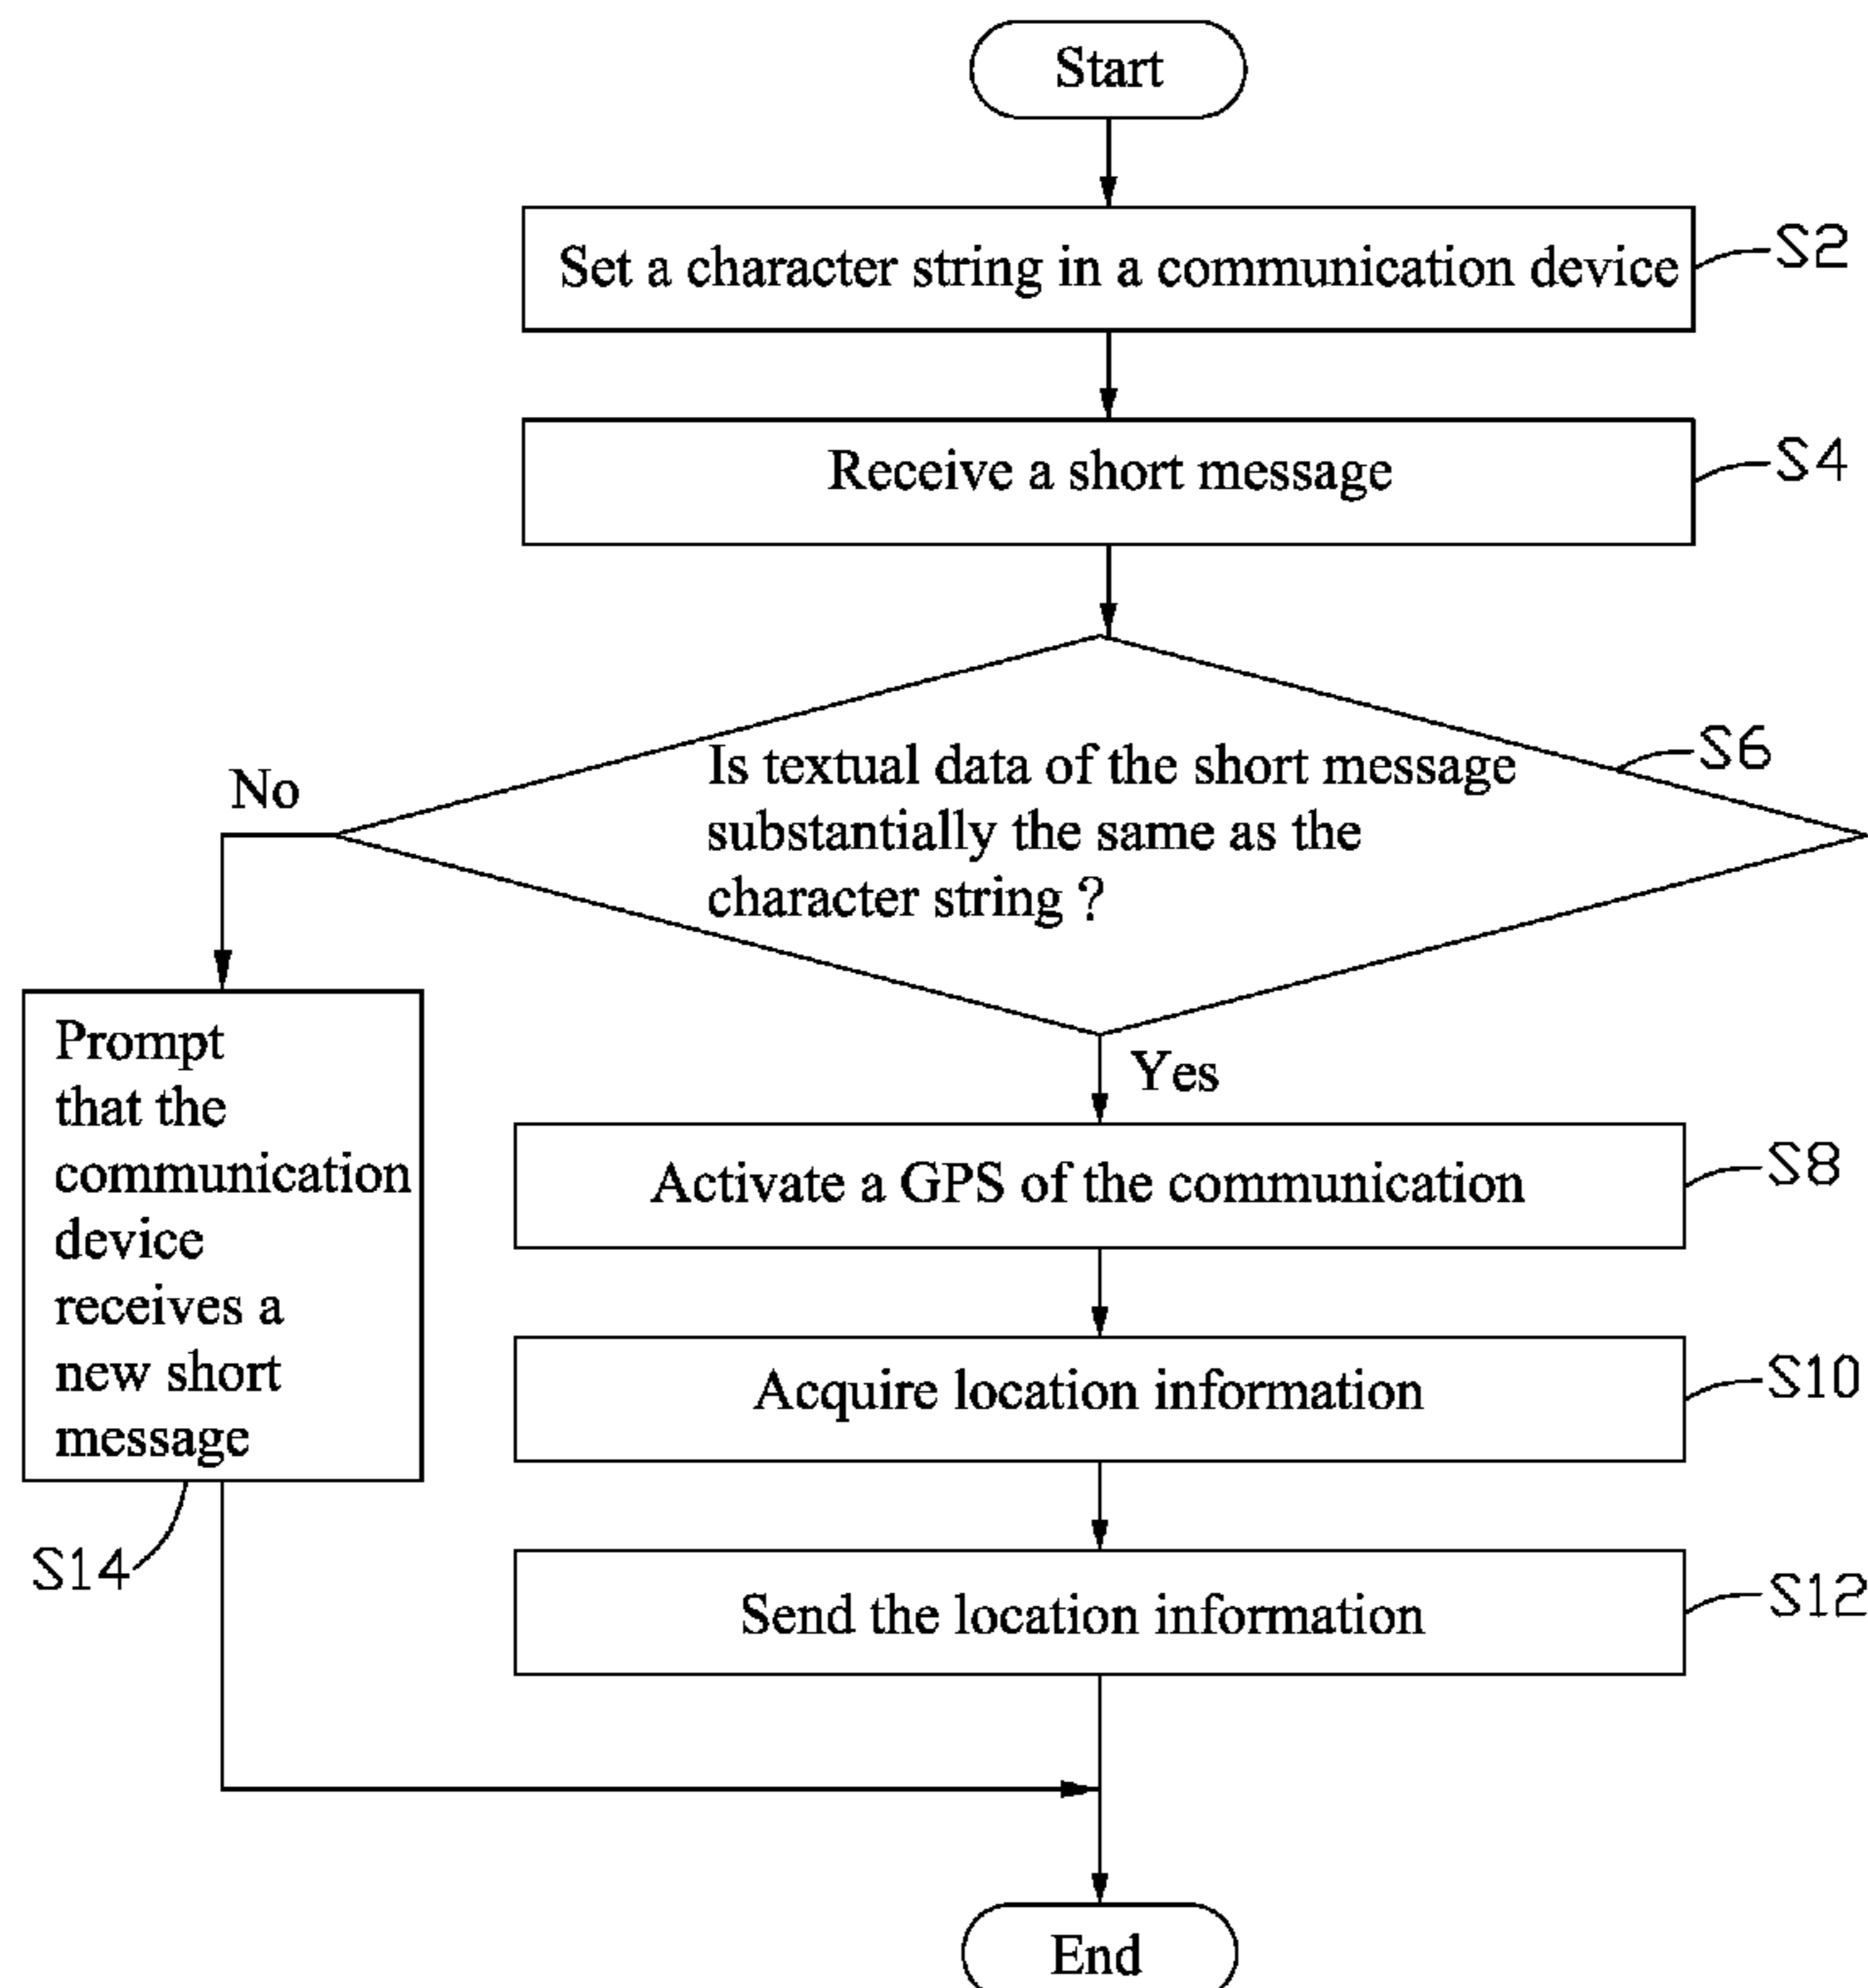 Start
Set a character string in a communication device
S2
Receive a short message
S4
Is textual data of the short message
substantially the same as the
character string ?
S6
No
Yes
Prompt
that the
communication
device
receives a
new short
message
S14
Activate a GPS of the communication
S8
Acquire location information
S10
Send the location information
S12
End